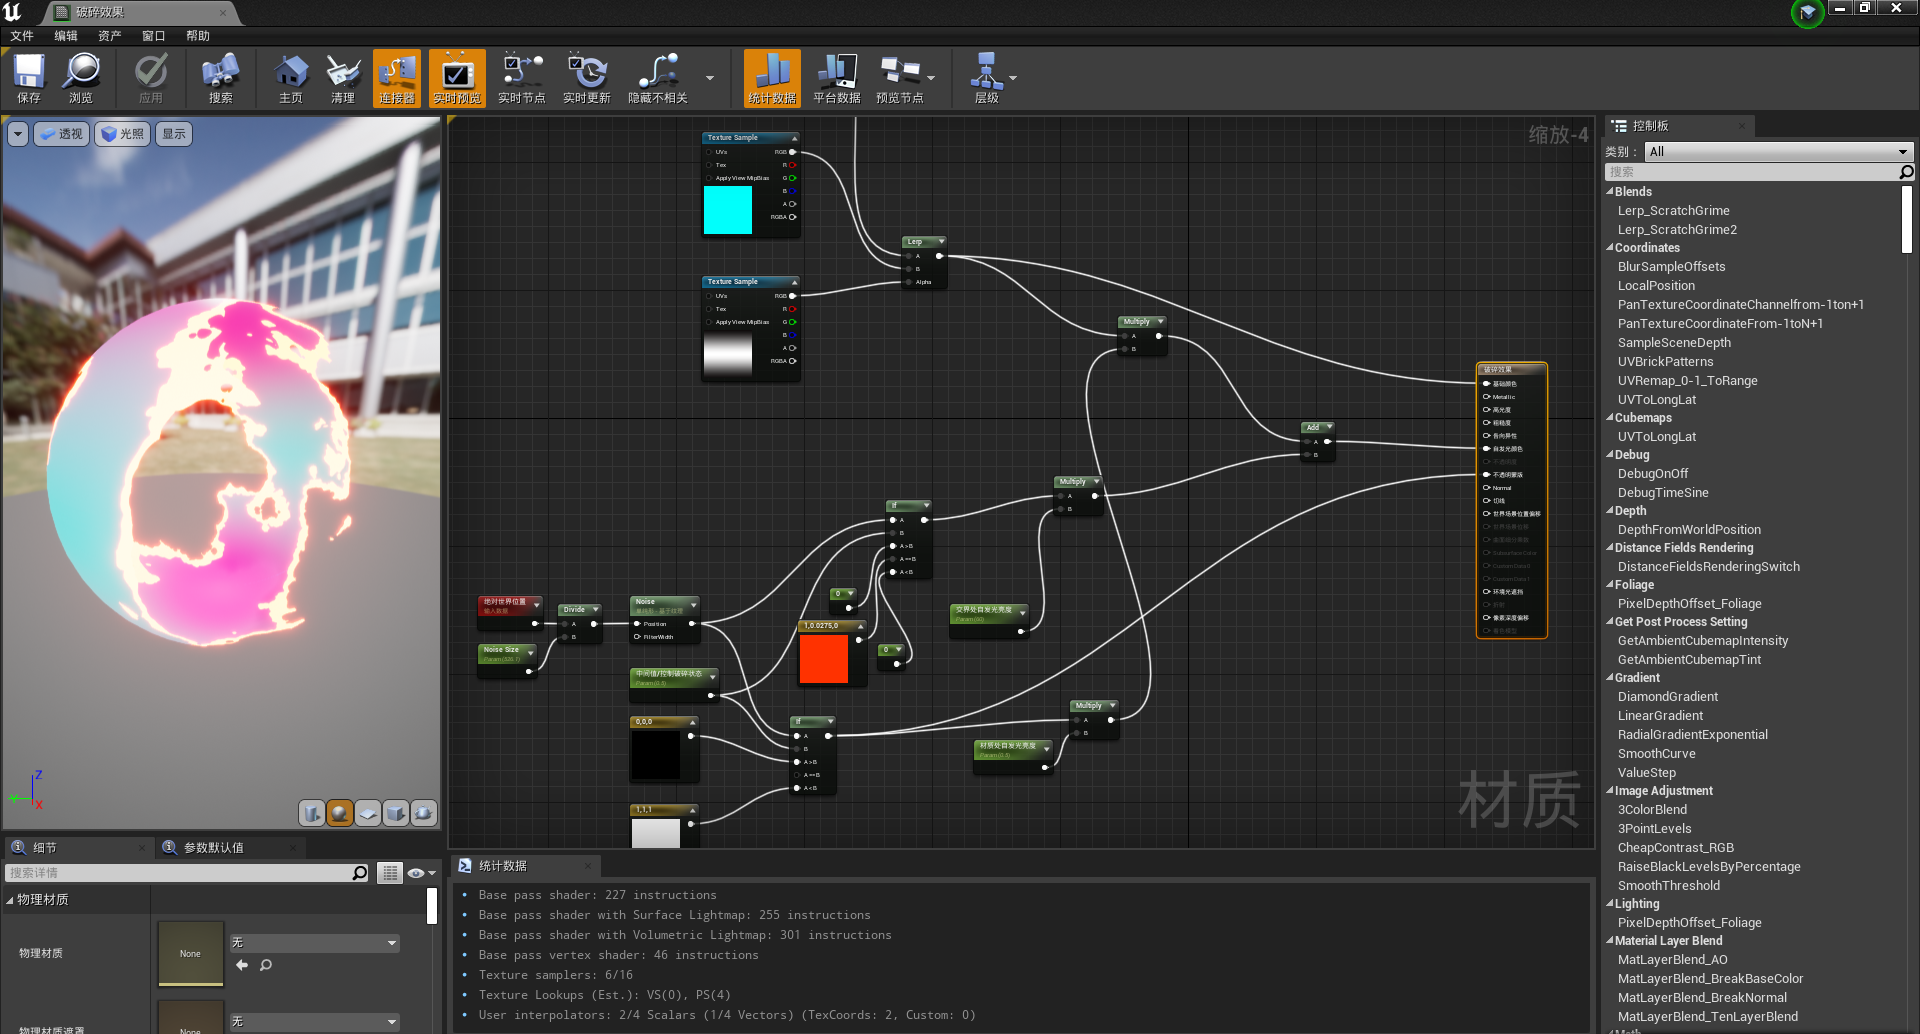 破碎效果
文件 编辑 资产 窗口 帮助
保存 浏览 应用 搜索 主页 清理 连接器 实时预览 实时节点 实时更新 隐藏不相关 统计数据 平台数据 预览节点 层级
透视 光照 显示
Z
Y
X
缩放-4
Texture Sample
UVs RGB
Tex R
Apply View MipBias G
B
A
RGBA
Texture Sample
UVs RGB
Tex R
Apply View MipBias G
B
A
RGBA
Lerp
A
B
Alpha
Multiply
A
B
Add
A
B
Multiply
A
B
If
A
B
A > B
A == B
A < B
绝对世界位置
输入数据
Divide
A
B
Noise Size
Noise
Position
FilterWidth
中间值/控制破碎状态
Param (0.5)
0
1,0.0275,0
0
交界处自发光亮度
0,0,0
1,1,1
If
A
B
A > B
A == B
A < B
Multiply
A
B
材质处自发光亮度
破碎效果
基础颜色
Metallic
高光度
粗糙度
各向异性
自发光颜色
不透明蒙版
Normal
切线
世界场景位置偏移
环境光遮挡
像素深度偏移
材质
细节 参数默认值
搜索详情
物理材质
物理材质 None 无
物理材质遮罩 None 无
统计数据
Base pass shader: 227 instructions
Base pass shader with Surface Lightmap: 255 instructions
Base pass shader with Volumetric Lightmap: 301 instructions
Base pass vertex shader: 46 instructions
Texture samplers: 6/16
Texture Lookups (Est.): VS(0), PS(4)
User interpolators: 2/4 Scalars (1/4 Vectors) (TexCoords: 2, Custom: 0)
控制板
类别： All
搜索
Blends
Lerp_ScratchGrime
Lerp_ScratchGrime2
Coordinates
BlurSampleOffsets
LocalPosition
PanTextureCoordinateChannelfrom-1ton+1
PanTextureCoordinateFrom-1toN+1
SampleSceneDepth
UVBrickPatterns
UVRemap_0-1_ToRange
UVToLongLat
Cubemaps
UVToLongLat
Debug
DebugOnOff
DebugTimeSine
Depth
DepthFromWorldPosition
Distance Fields Rendering
DistanceFieldsRenderingSwitch
Foliage
PixelDepthOffset_Foliage
Get Post Process Setting
GetAmbientCubemapIntensity
GetAmbientCubemapTint
Gradient
DiamondGradient
LinearGradient
RadialGradientExponential
SmoothCurve
ValueStep
Image Adjustment
3ColorBlend
3PointLevels
CheapContrast_RGB
RaiseBlackLevelsByPercentage
SmoothThreshold
Lighting
PixelDepthOffset_Foliage
Material Layer Blend
MatLayerBlend_AO
MatLayerBlend_BreakBaseColor
MatLayerBlend_BreakNormal
MatLayerBlend_TenLayerBlend
Math